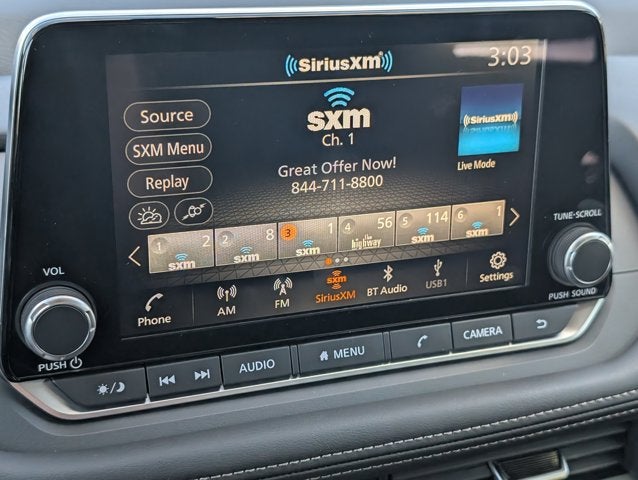 ((SiriusXM))
3:03
Source
sxm
((SiriusXM))
Ch. 1
SXM Menu
Great Offer Now!
Live Mode
Replay
844-711-8800
1 2 sxm
2 8 sxm
3 1 sxm
4 56 the highway
5 114 sxm
6 1 sxm
Phone
AM
FM
sxm
SiriusXM
BT Audio
USB1
Settings
VOL
PUSH
TUNE·SCROLL
PUSH SOUND
AUDIO
MENU
CAMERA